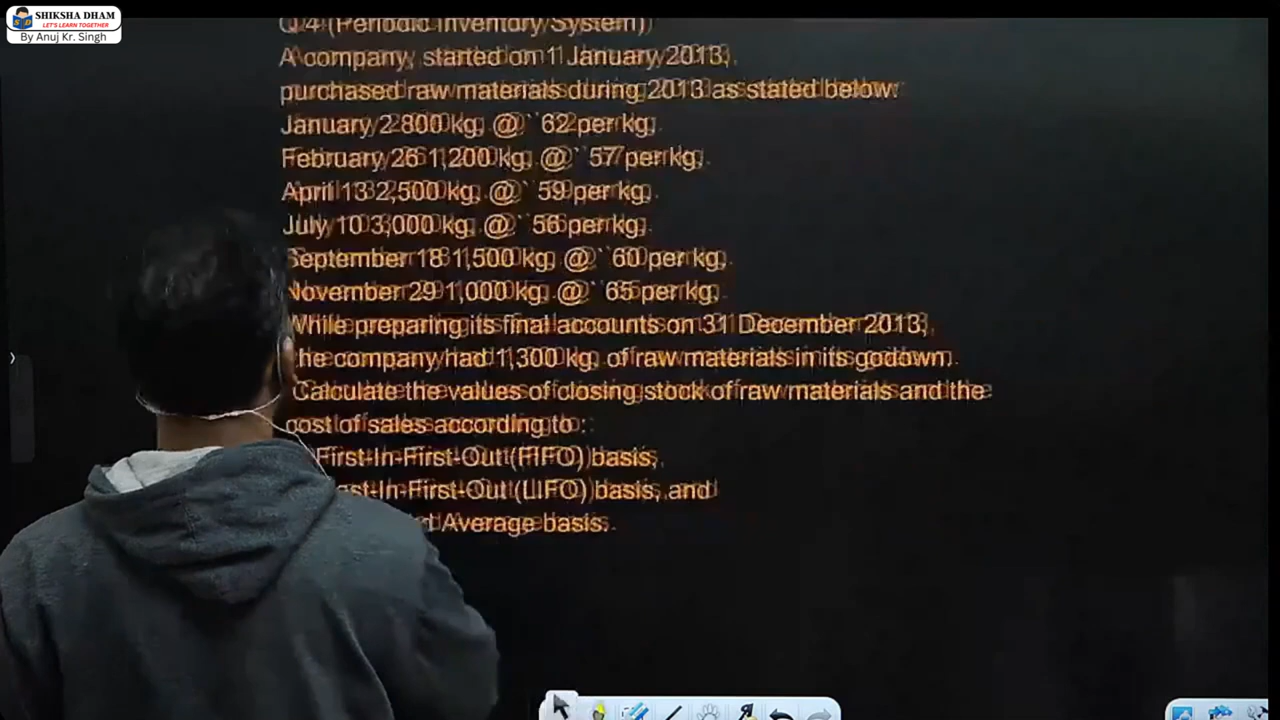 SHIKSHA DHAM
LET'S LEARN TOGETHER
By Anuj Kr. Singh
Q.4 (Periodic Inventory System)
A company, started on 1 January 2013,
purchased raw materials during 2013 as stated below:
January 2 800 kg. @ ` 62 per kg,
February 26 1,200 kg. @ ` 57 per kg,
April 13 2,500 kg. @ ` 59 per kg,
July 10 3,000 kg. @ ` 56 per kg,
September 18 1,500 kg. @ ` 60 per kg,
November 29 1,000 kg. @ ` 65 per kg,
While preparing its final accounts on 31 December 2013,
the company had 1,300 kg. of raw materials in its godown.
Calculate the values of closing stock of raw materials and the
cost of sales according to :
First-In-First-Out (FIFO) basis,
ast-In-First-Out (LIFO) basis, and
d Average basis.